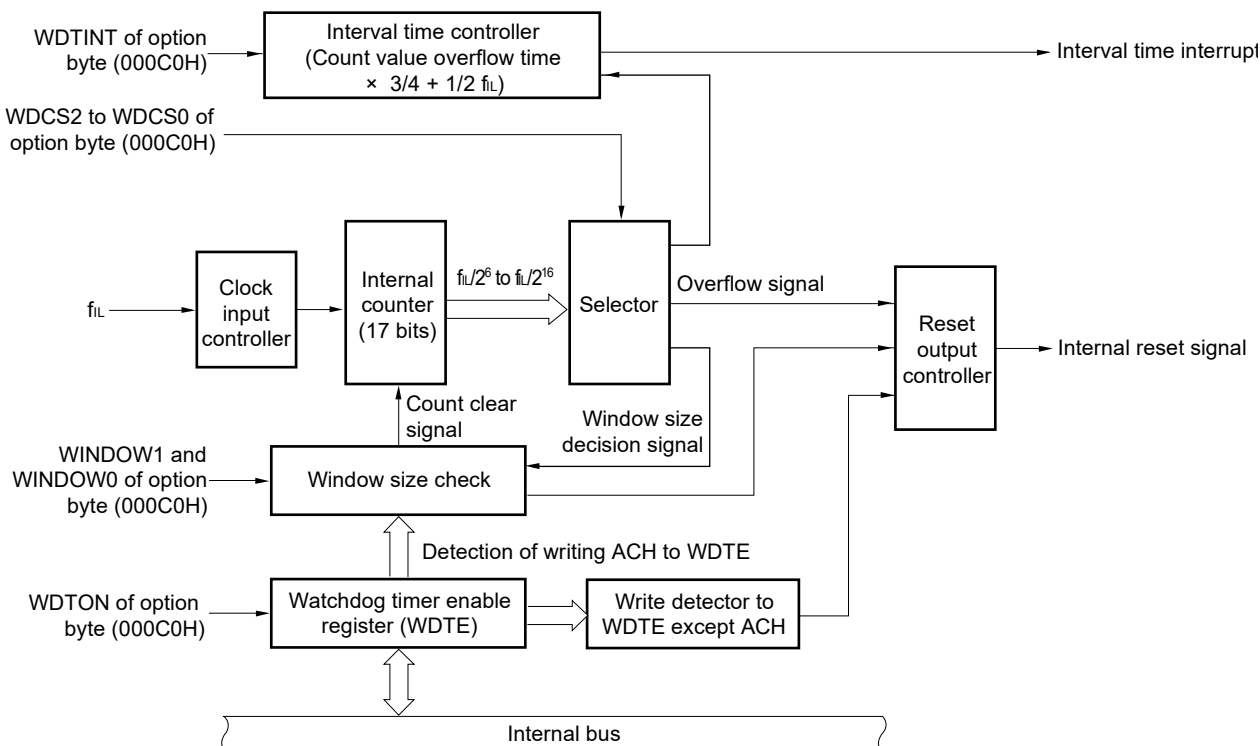 WDTINT of option
byte (000C0H)
Interval time controller
(Count value overflow time
× 3/4 + 1/2 fIL)
Interval time interrupt
WDCS2 to WDCS0 of
option byte (000C0H)
fIL
Clock
input
controller
Internal
counter
(17 bits)
fIL/2⁶ to fIL/2¹⁶
Selector
Overflow signal
Reset
output
controller
Internal reset signal
Count clear
signal
Window size
decision signal
WINDOW1 and
WINDOW0 of option
byte (000C0H)
Window size check
Detection of writing ACH to WDTE
WDTON of option
byte (000C0H)
Watchdog timer enable
register (WDTE)
Write detector to
WDTE except ACH
Internal bus